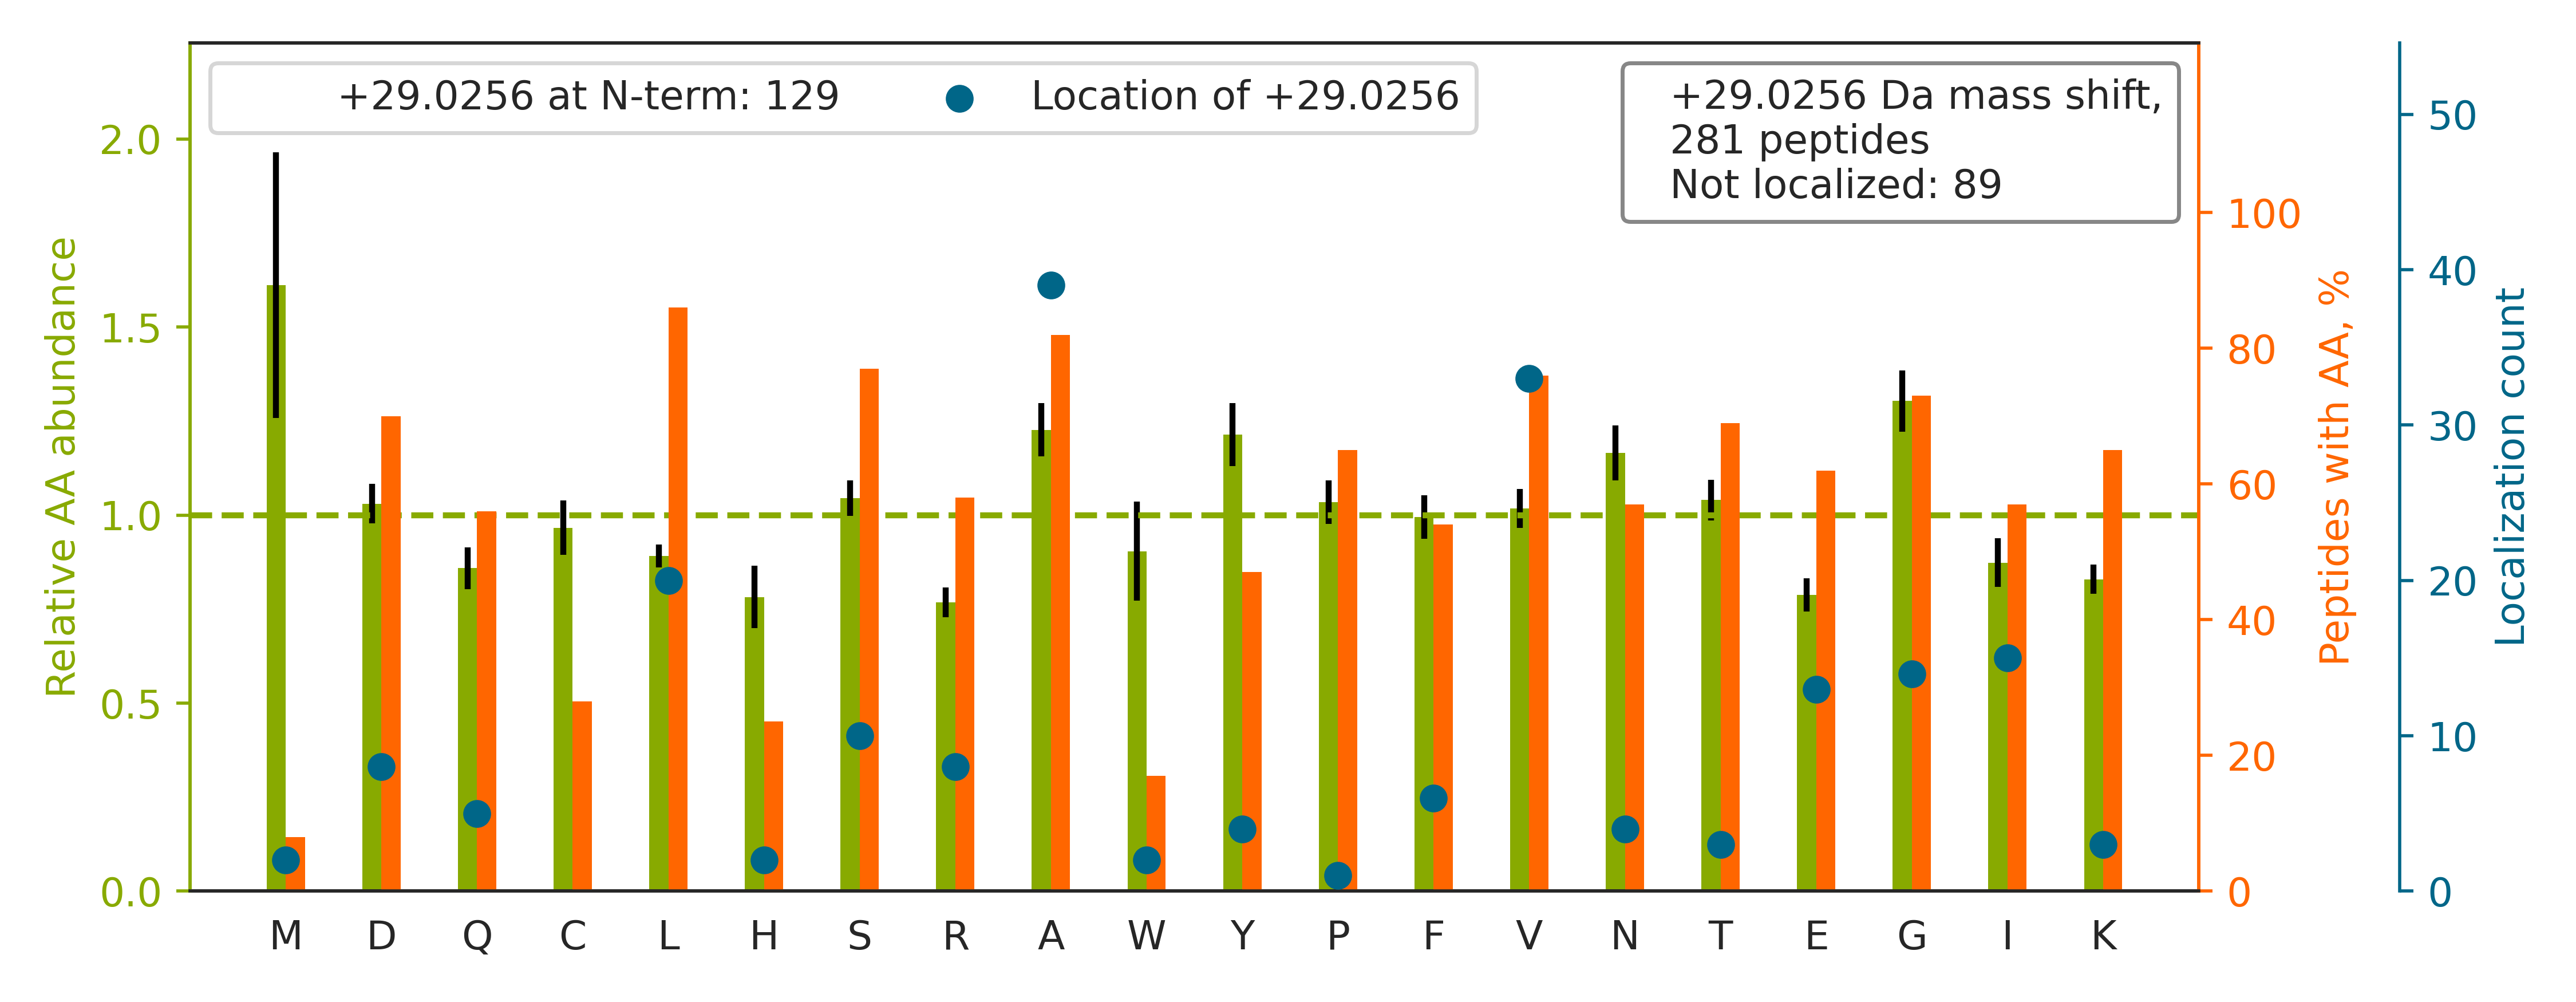 +29.0256 at N-term: 129
Location of +29.0256
+29.0256 Da mass shift,
281 peptides
Not localized: 89
Relative AA abundance
2.0
1.5
1.0
0.5
0.0
100
80
60
40
20
0
Peptides with AA, %
50
40
30
20
10
0
Localization count
M D Q C L H S R A W Y P F V N T E G I K